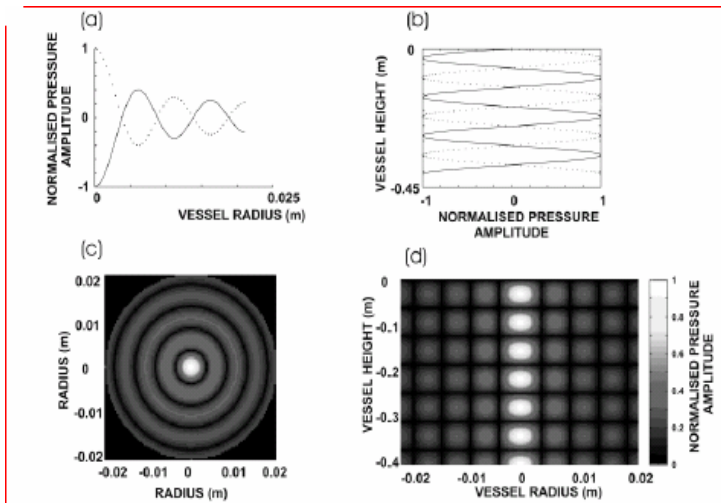 (a)
NORMALISED PRESSURE
AMPLITUDE
1
0
-1
0
0.025
VESSEL RADIUS (m)
(b)
VESSEL HEIGHT (m)
0
-0.45
-1
0
1
NORMALISED PRESSURE
AMPLITUDE
(c)
RADIUS (m)
0.02
0.01
0
-0.01
-0.02
-0.02
-0.01
0
0.01
0.02
RADIUS (m)
(d)
VESSEL HEIGHT (m)
0
-0.1
-0.2
-0.3
-0.4
-0.02
-0.01
0
0.01
0.02
VESSEL RADIUS (m)
1
0.8
0.6
0.4
0.2
0
NORMALISED PRESSURE
AMPLITUDE